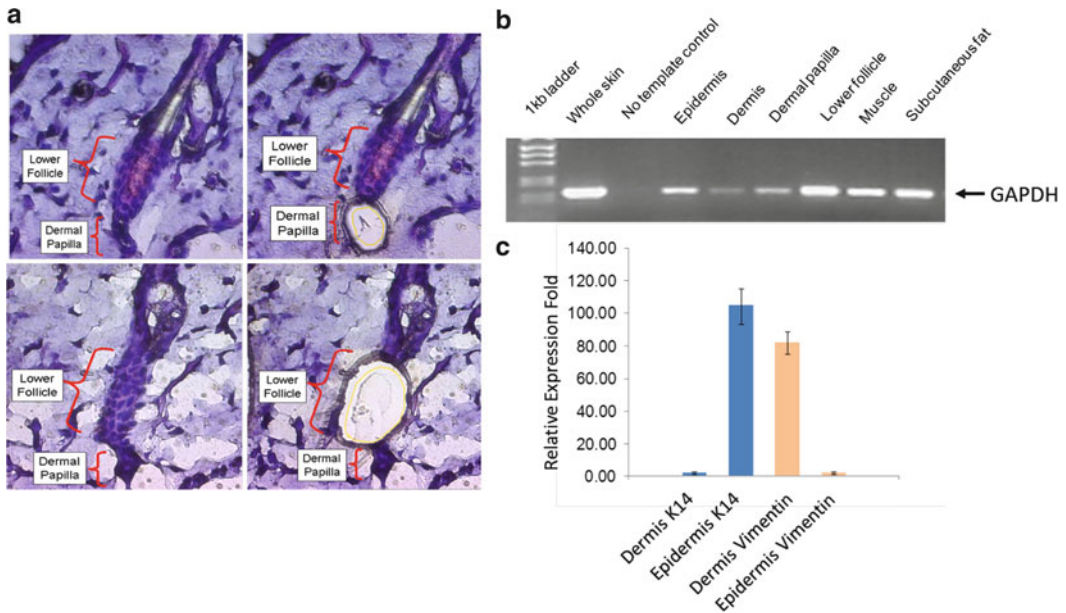 a
Lower
Follicle
Dermal
Papilla
Lower
Follicle
Dermal
Papilla
Lower
Follicle
Dermal
Papilla
Lower
Follicle
Dermal
Papilla
b
1kb ladder
Whole skin
No template control
Epidermis
Dermis
Dermal papilla
Lower follicle
Muscle
Subcutaneous fat
GAPDH
c
Relative Expression Fold
140.00
120.00
100.00
80.00
60.00
40.00
20.00
0.00
Dermis K14
Epidermis K14
Dermis Vimentin
Epidermis Vimentin